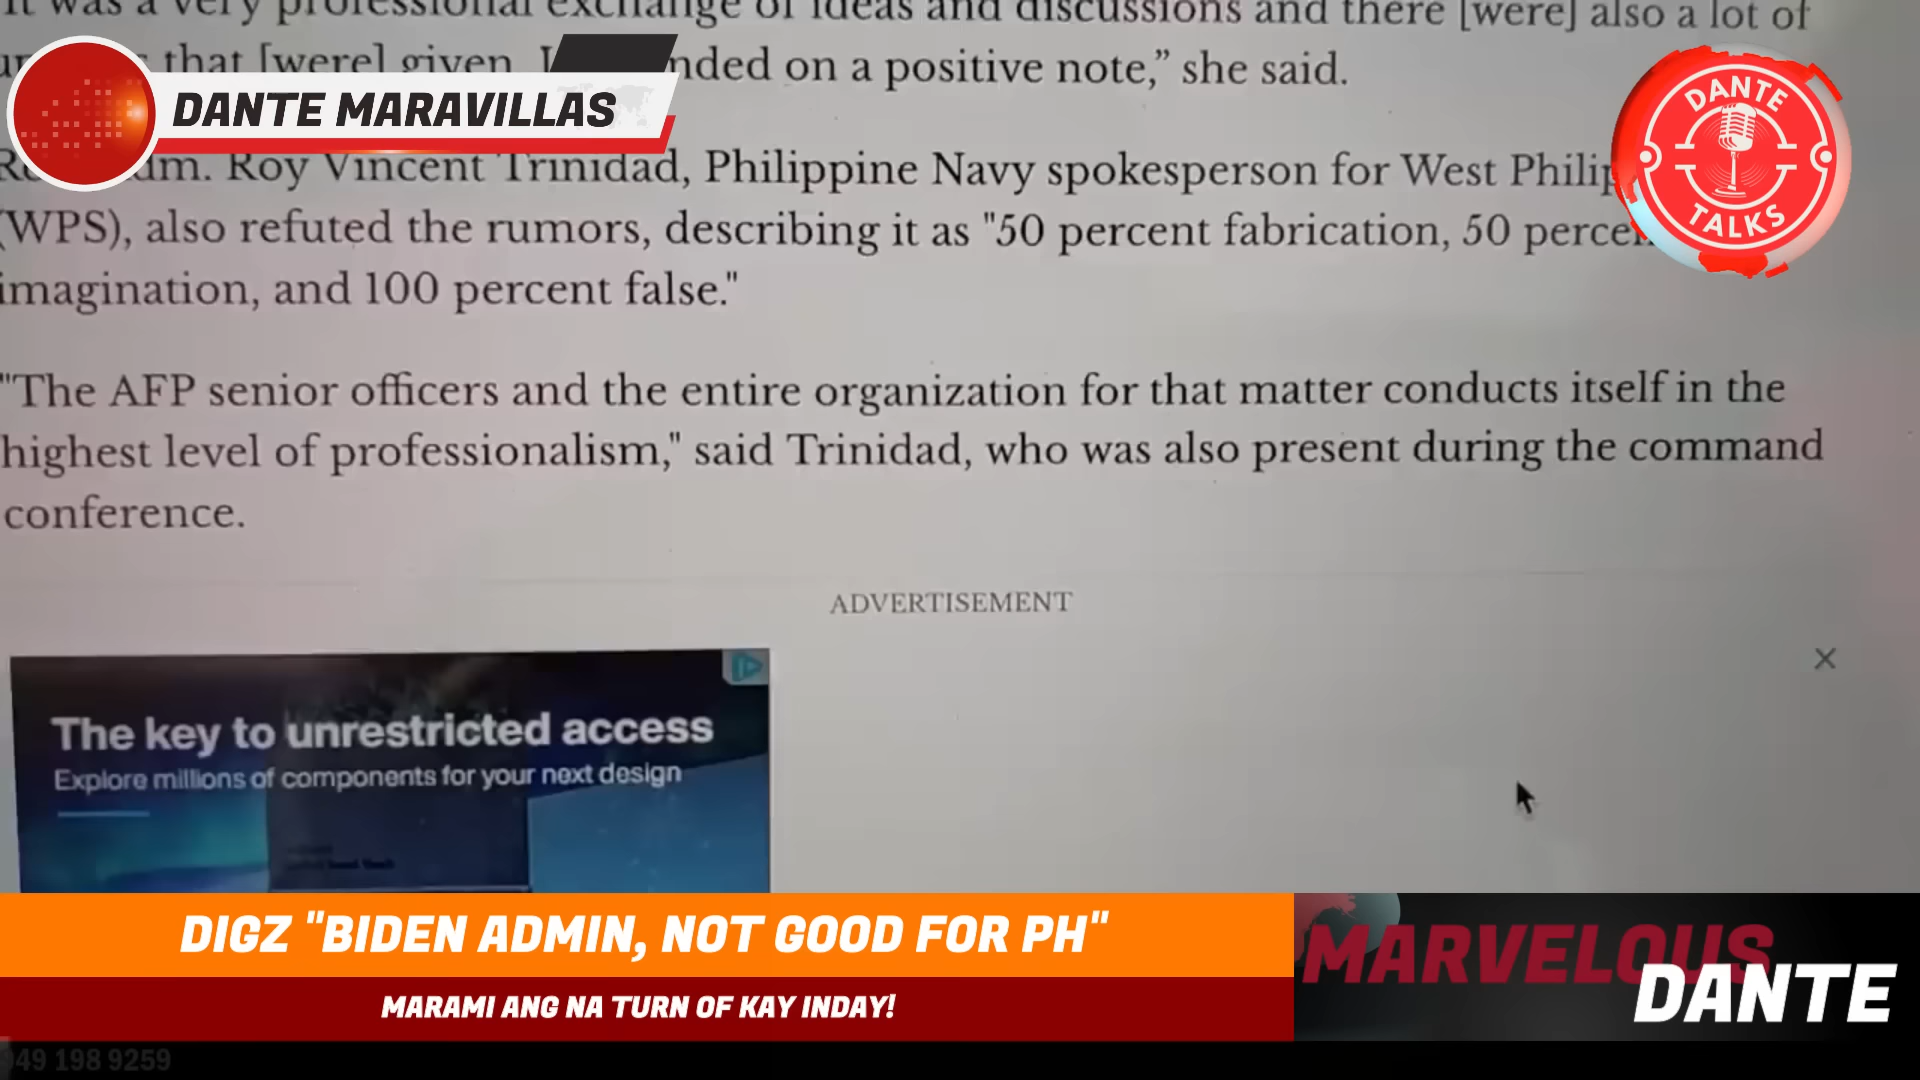 it was a very professional exchange of ideas and discussions and there [were] also a lot of
that [were] given. nded on a positive note,” she said.
DANTE MARAVILLAS
DANTE
TALKS
Roy Vincent Trinidad, Philippine Navy spokesperson for West
(WPS), also refuted the rumors, describing it as "50 percent fabrication, 50
imagination, and 100 percent false."
"The AFP senior officers and the entire organization for that matter conducts itself in the
highest level of professionalism," said Trinidad, who was also present during the command
conference.
ADVERTISEMENT
The key to unrestricted access
Explore millions of components for your next design
DIGZ "BIDEN ADMIN, NOT GOOD FOR PH"
MARAMI ANG NA TURN OF KAY INDAY!
MARVELOUS
DANTE
949 198 9259